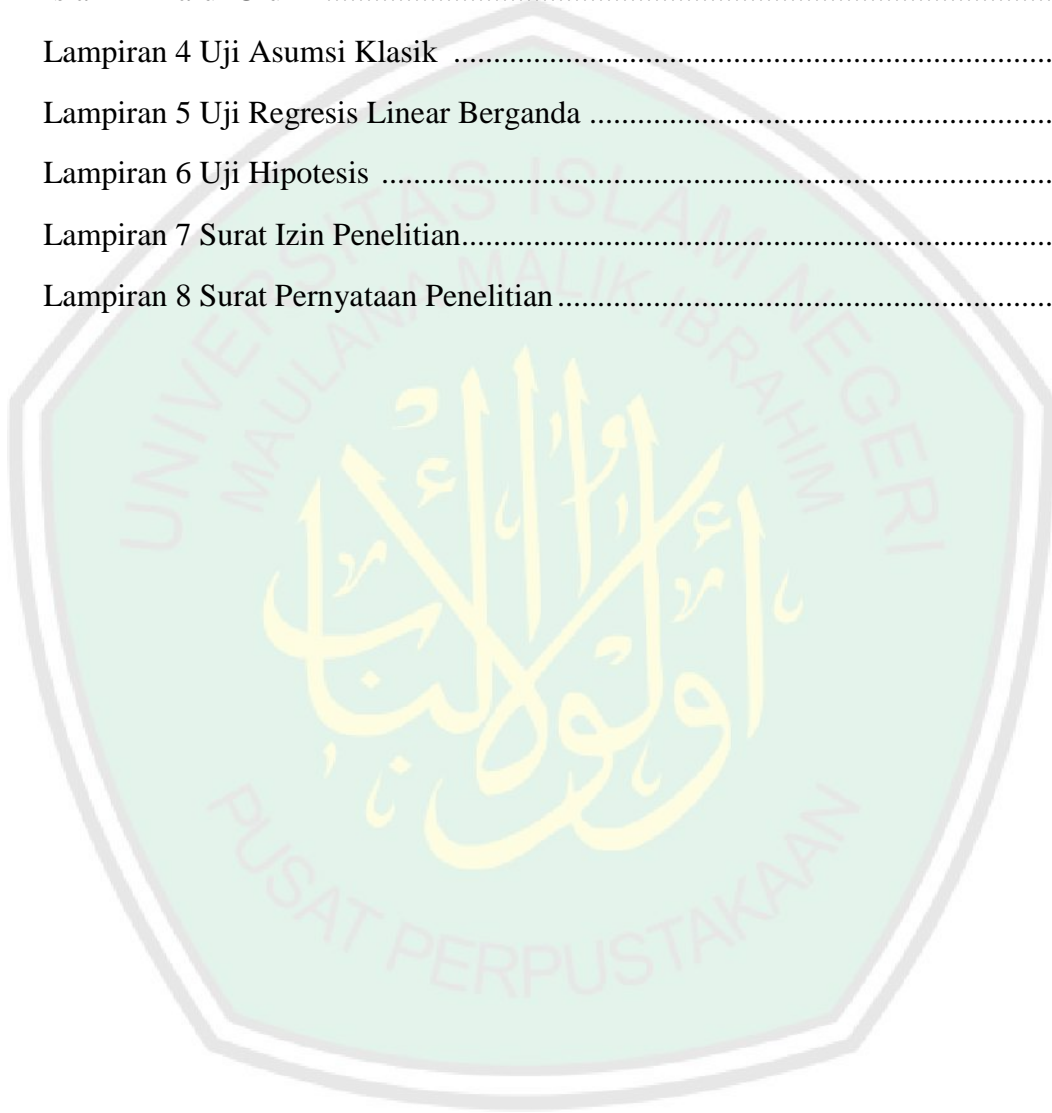 Lampiran 4 Uji Asumsi Klasik ..........................................................................
Lampiran 5 Uji Regresis Linear Berganda .........................................................
Lampiran 6 Uji Hipotesis ...................................................................................
Lampiran 7 Surat Izin Penelitian.........................................................................
Lampiran 8 Surat Pernyataan Penelitian.............................................................
UNIVERSITAS ISLAM NEGERI
MAULANA MALIK IBRAHIM
أولوا الألباب
PUSAT PERPUSTAKAAN